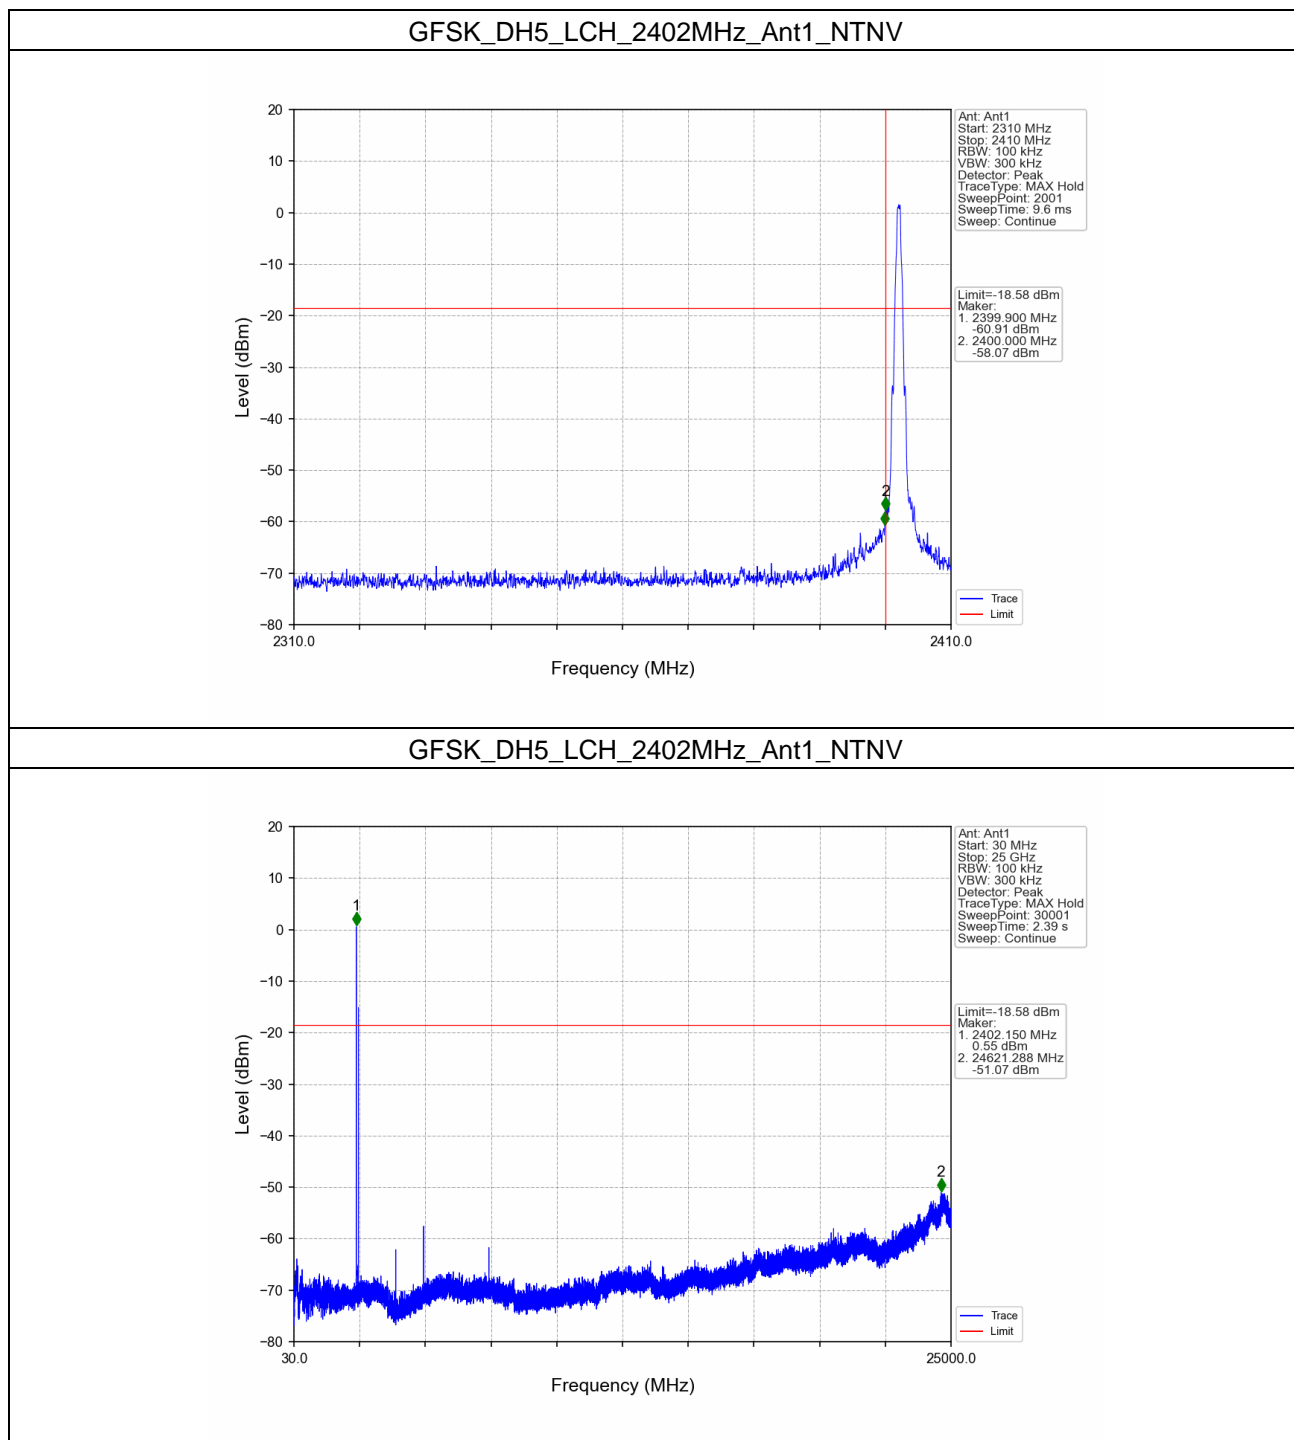 GFSK_DH5_LCH_2402MHz_Ant1_NTNV
20
10
0
−10
−20
−30
−40
−50
−60
−70
−80
Level (dBm)
2310.0
2410.0
Frequency (MHz)
2
Ant: Ant1
Start: 2310 MHz
Stop: 2410 MHz
RBW: 100 kHz
VBW: 300 kHz
Detector: Peak
TraceType: MAX Hold
SweepPoint: 2001
SweepTime: 9.6 ms
Sweep: Continue
Limit=-18.58 dBm
Maker:
1. 2399.900 MHz
-60.91 dBm
2. 2400.000 MHz
-58.07 dBm
Trace
Limit
GFSK_DH5_LCH_2402MHz_Ant1_NTNV
20
10
0
−10
−20
−30
−40
−50
−60
−70
−80
Level (dBm)
30.0
25000.0
Frequency (MHz)
1
2
Ant: Ant1
Start: 30 MHz
Stop: 25 GHz
RBW: 100 kHz
VBW: 300 kHz
Detector: Peak
TraceType: MAX Hold
SweepPoint: 30001
SweepTime: 2.39 s
Sweep: Continue
Limit=-18.58 dBm
Maker:
1. 2402.150 MHz
0.55 dBm
2. 24621.288 MHz
-51.07 dBm
Trace
Limit